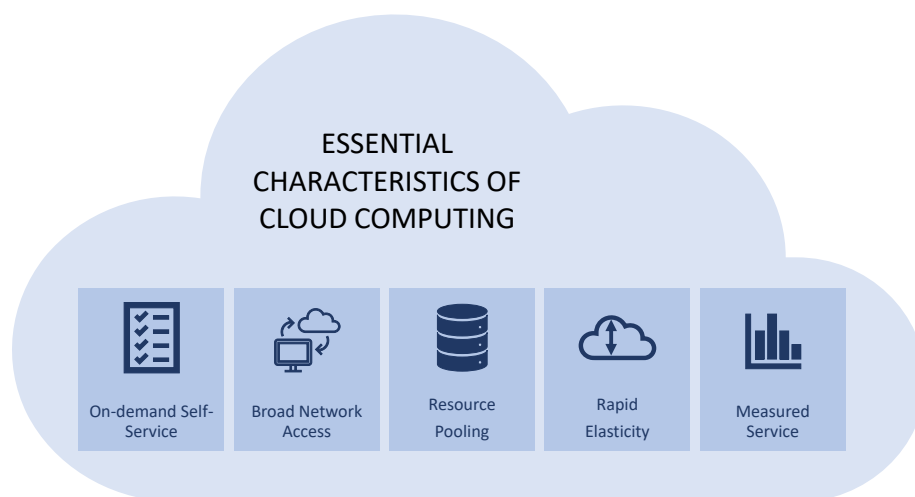 ESSENTIAL
CHARACTERISTICS OF
CLOUD COMPUTING
On-demand Self-
Service
Broad Network
Access
Resource
Pooling
Rapid
Elasticity
Measured
Service